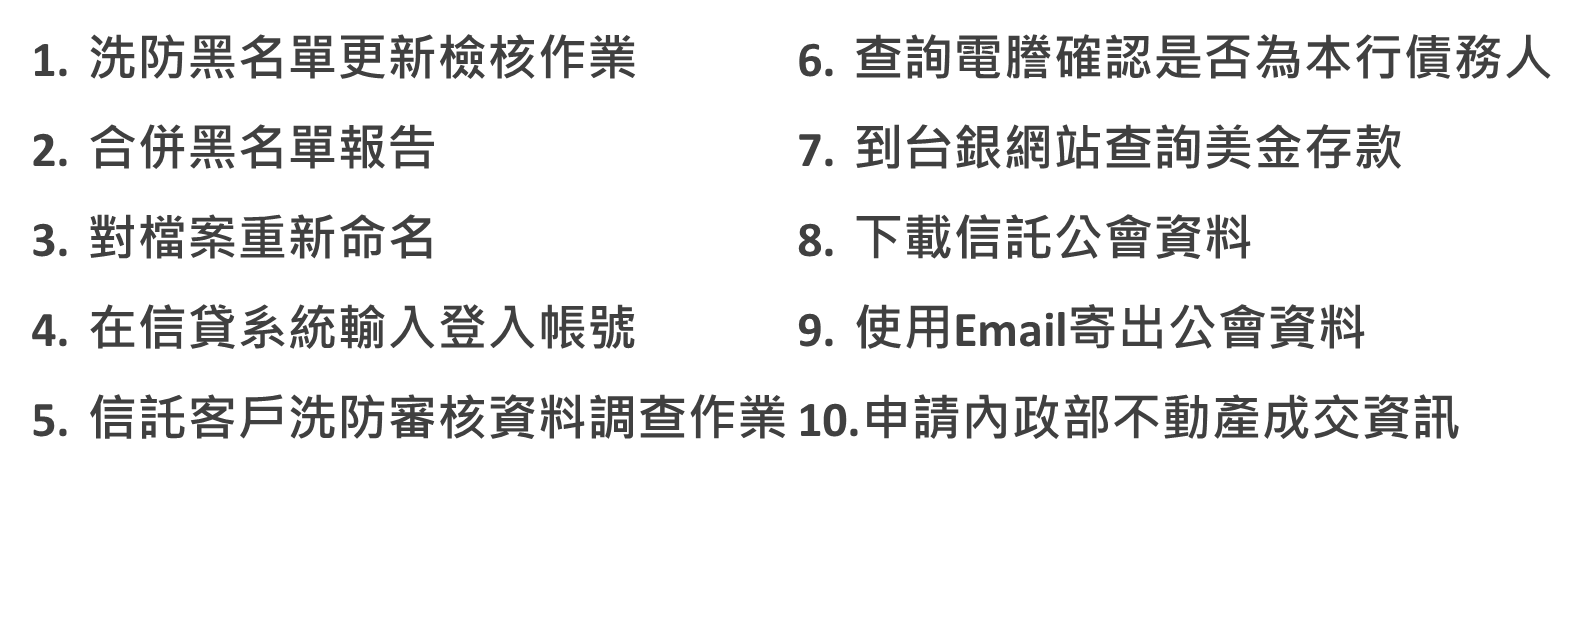 1. 洗防黑名單更新檢核作業
2. 合併黑名單報告
3. 對檔案重新命名
4. 在信貸系統輸入登入帳號
5. 信託客戶洗防審核資料調查作業
6. 查詢電謄確認是否為本行債務人
7. 到台銀網站查詢美金存款
8. 下載信託公會資料
9. 使用Email寄出公會資料
10.申請內政部不動產成交資訊